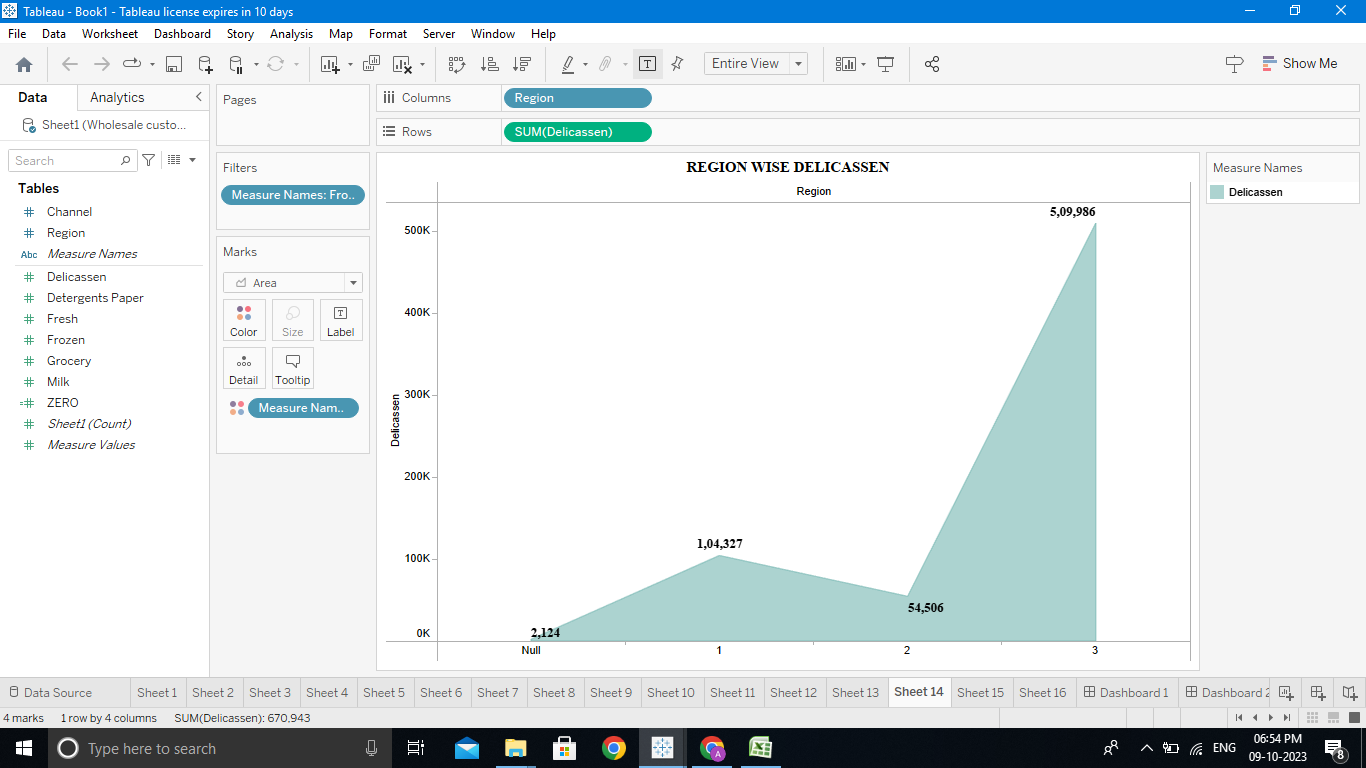 Tableau - Book1 - Tableau license expires in 10 days
File Data Worksheet Dashboard Story Analysis Map Format Server Window Help
Entire View
Show Me
Data Analytics
Sheet1 (Wholesale custo...
Search
Tables
Channel
Region
Abc Measure Names
Delicassen
Detergents Paper
Fresh
Frozen
Grocery
Milk
ZERO
Sheet1 (Count)
Measure Values
Pages
Filters
Measure Names: Fro..
Marks
Area
Color Size Label
Detail Tooltip
Measure Nam..
Columns Region
Rows SUM(Delicassen)
REGION WISE DELICASSEN
Region
5,09,986
500K
400K
300K
Delicassen
200K
1,04,327
100K
54,506
2,124
0K
Null 1 2 3
Measure Names
Delicassen
Data Source Sheet 1 Sheet 2 Sheet 3 Sheet 4 Sheet 5 Sheet 6 Sheet 7 Sheet 8 Sheet 9 Sheet 10 Sheet 11 Sheet 12 Sheet 13 Sheet 14 Sheet 15 Sheet 16 Dashboard 1 Dashboard 2
4 marks 1 row by 4 columns SUM(Delicassen): 670,943
Type here to search
A
ENG
06:54 PM
09-10-2023
8